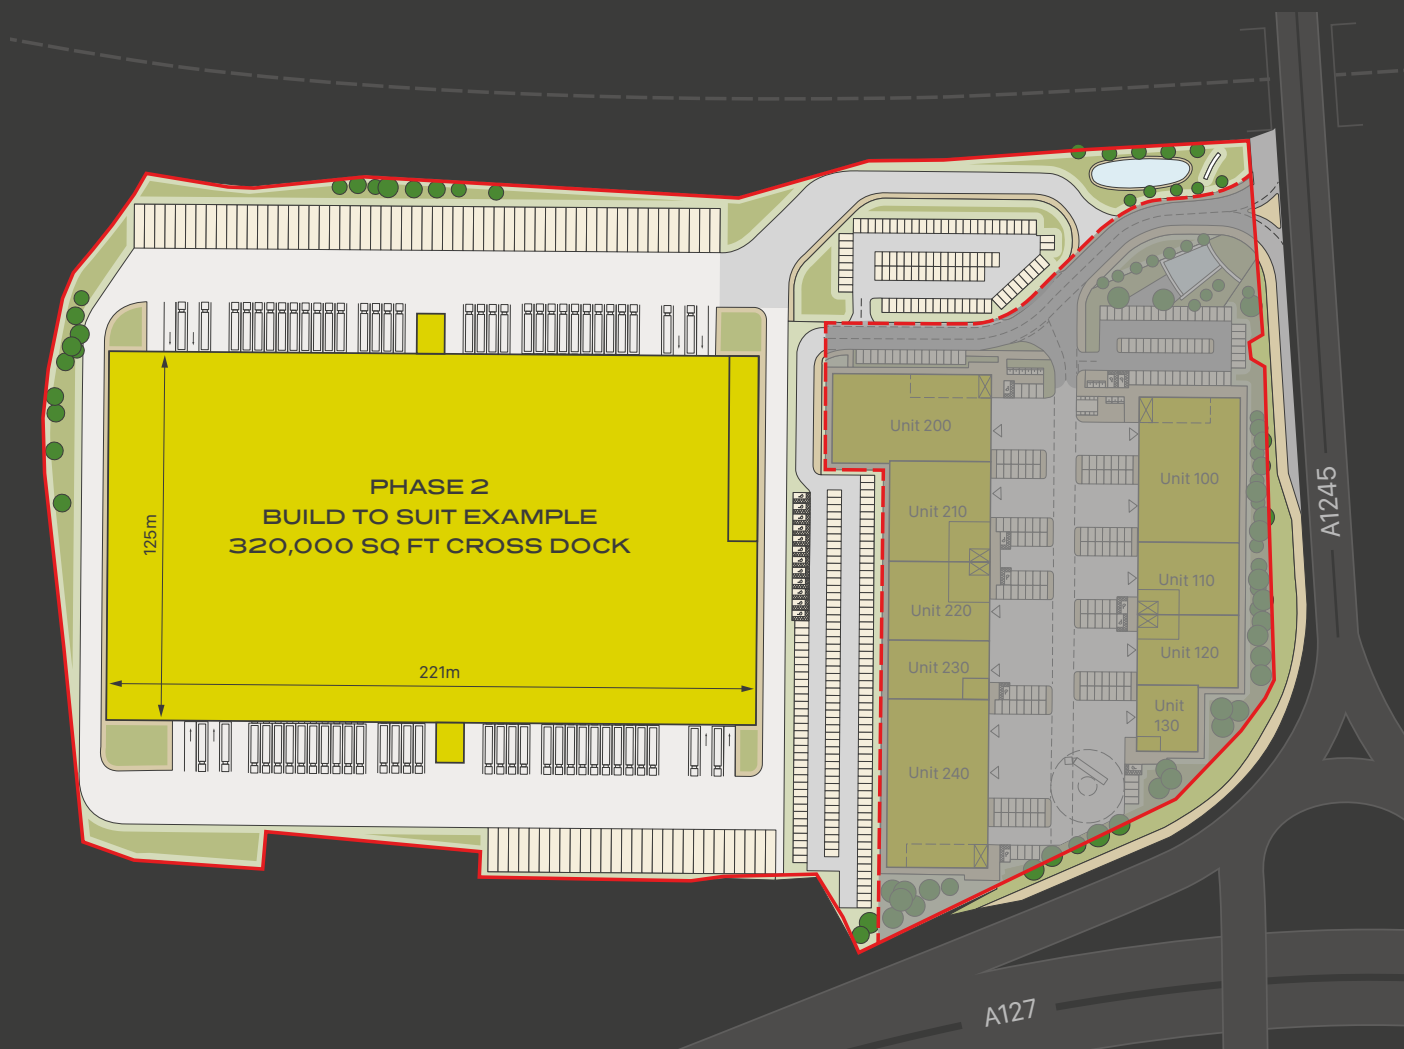 PHASE 2
BUILD TO SUIT EXAMPLE
320,000 SQ FT CROSS DOCK
125m
221m
Unit 200
Unit 210
Unit 220
Unit 230
Unit 240
Unit 100
Unit 110
Unit 120
Unit
130
A1245
A127